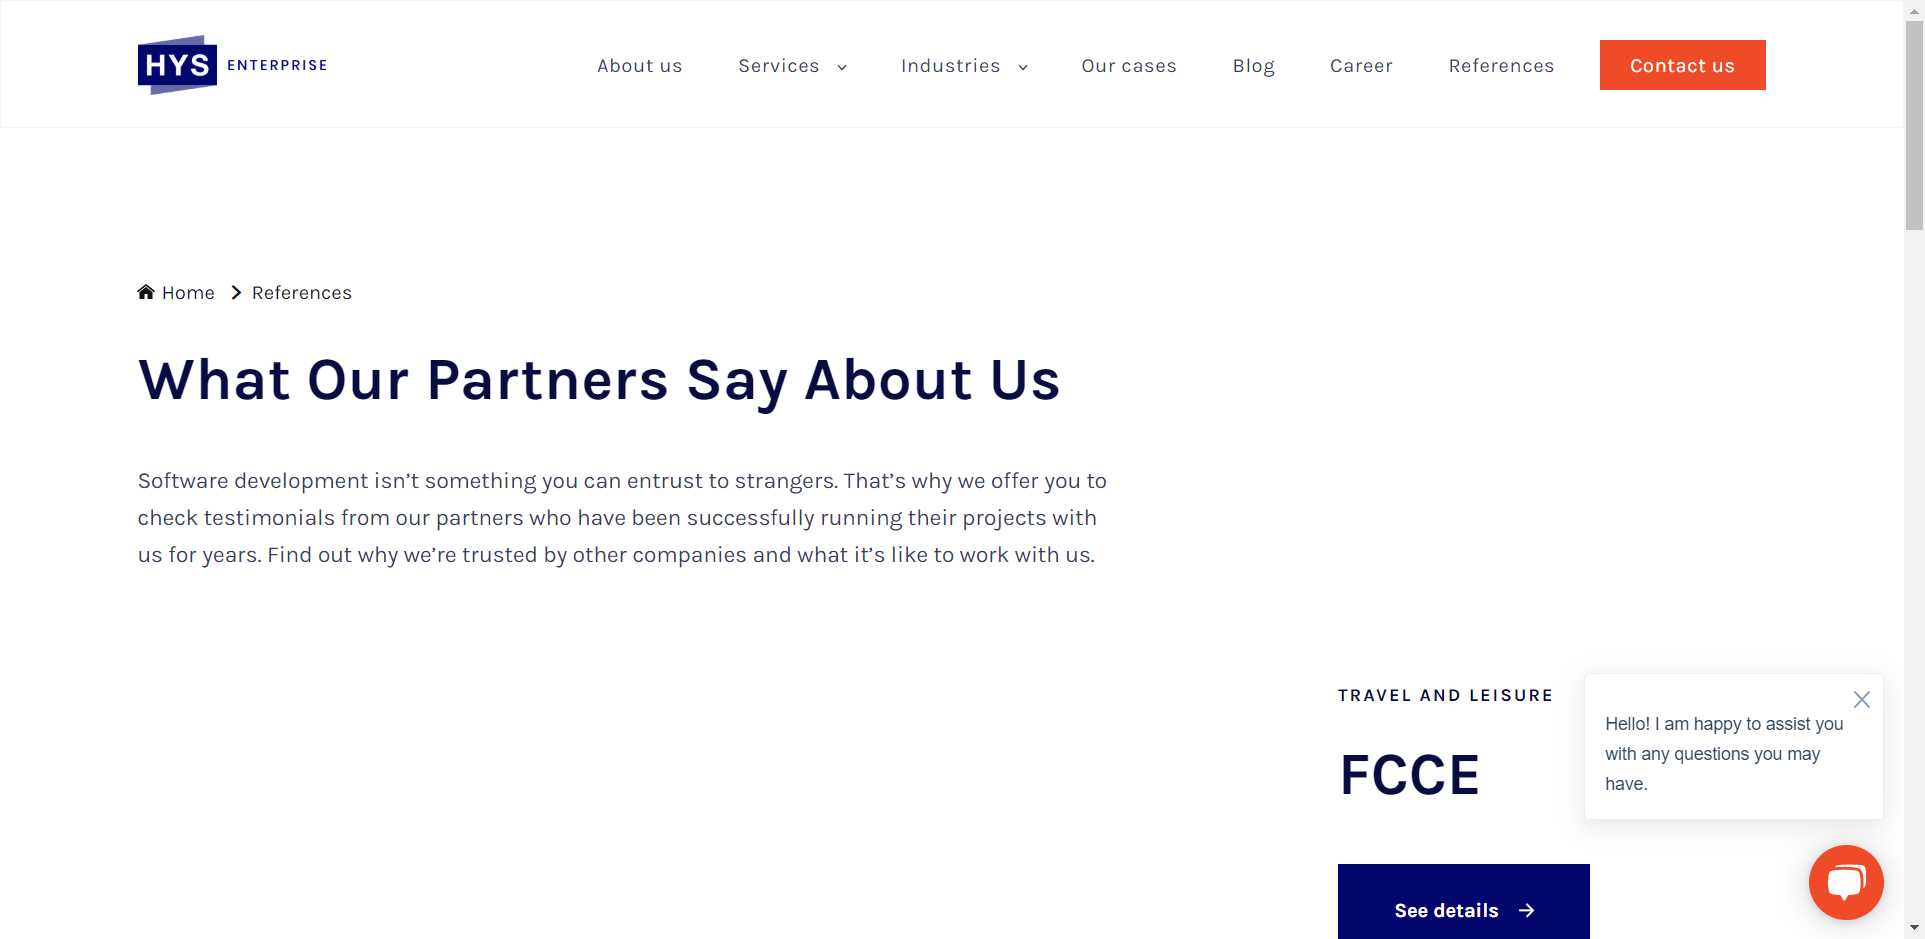 HYS ENTERPRISE
About us Services Industries Our cases Blog Career References Contact us
Home References
What Our Partners Say About Us
Software development isn’t something you can entrust to strangers. That’s why we offer you to
check testimonials from our partners who have been successfully running their projects with
us for years. Find out why we’re trusted by other companies and what it’s like to work with us.
TRAVEL AND LEISURE
FCCE
See details
Hello! I am happy to assist you
with any questions you may
have.